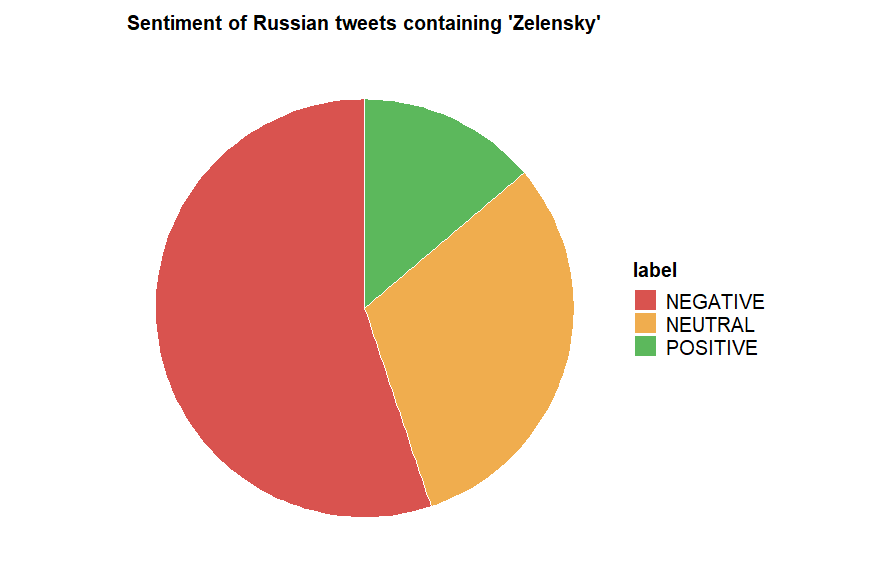 Sentiment of Russian tweets containing 'Zelensky'
label
NEGATIVE
NEUTRAL
POSITIVE